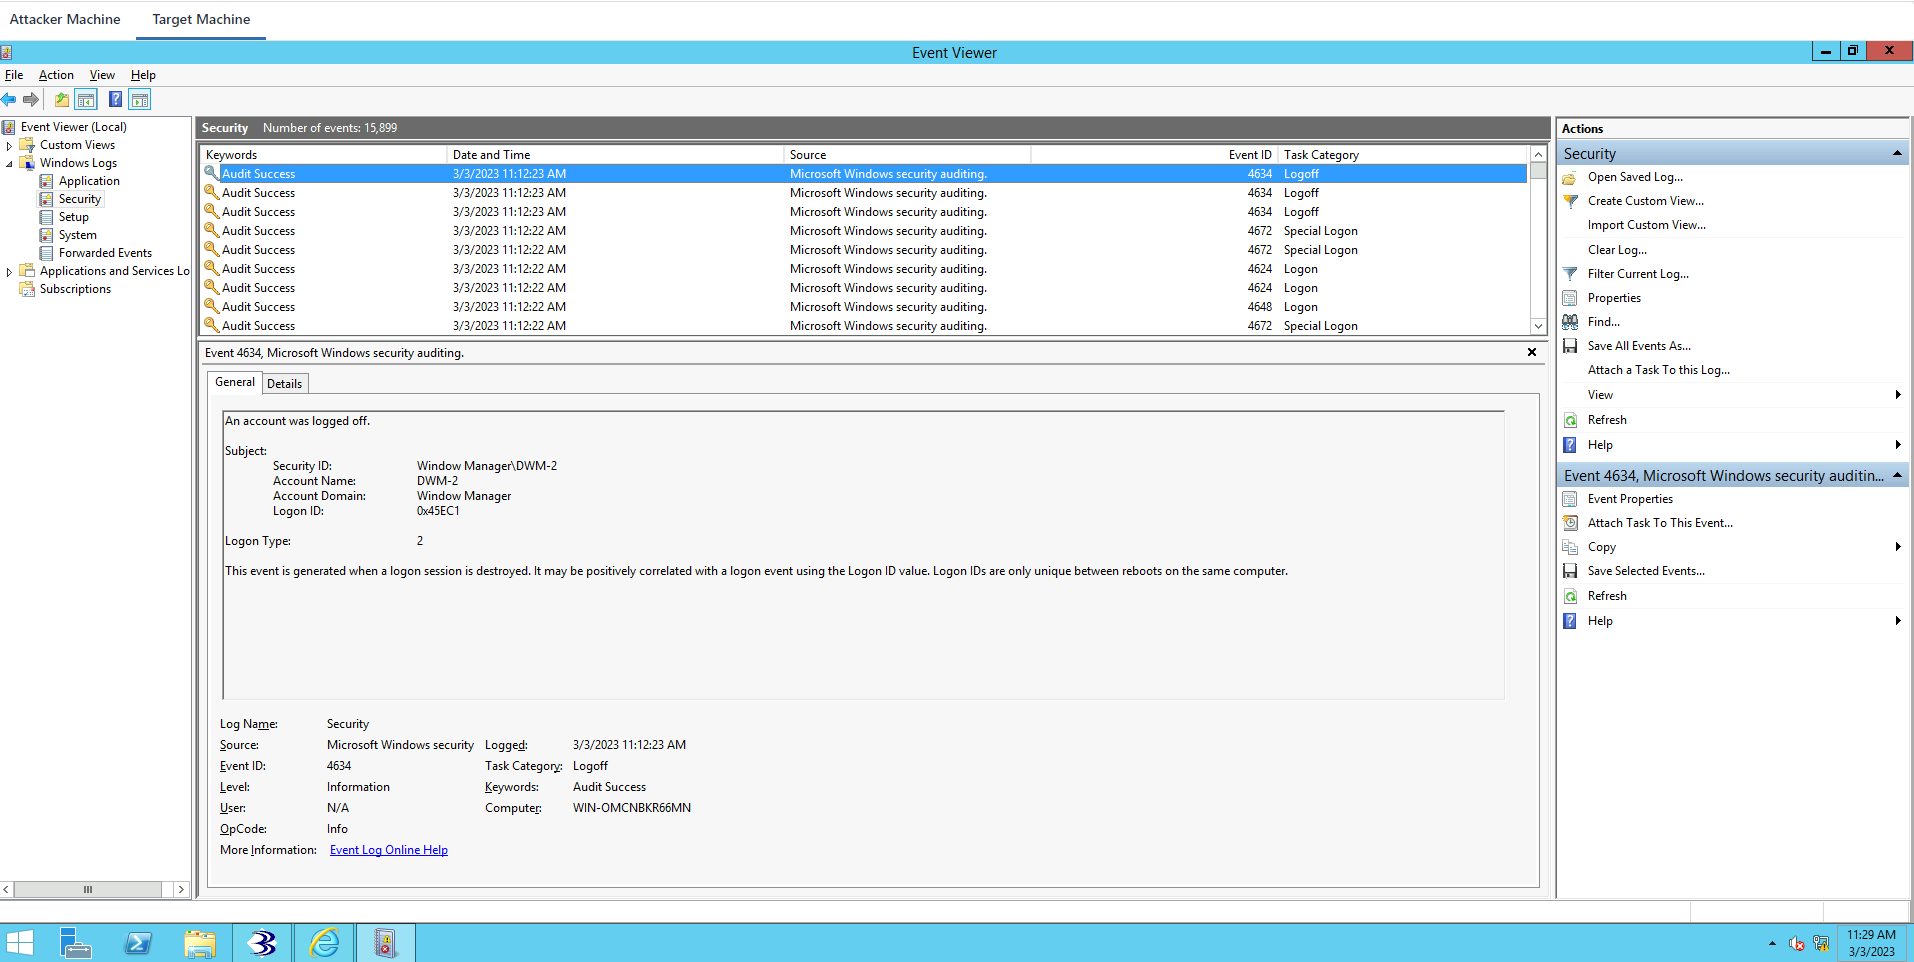 Attacker Machine Target Machine
Event Viewer
File Action View Help
Event Viewer (Local)
Custom Views
Windows Logs
Application
Security
Setup
System
Forwarded Events
Applications and Services Lo
Subscriptions
Security Number of events: 15,899
Keywords Date and Time Source Event ID Task Category
Audit Success 3/3/2023 11:12:23 AM Microsoft Windows security auditing. 4634 Logoff
Audit Success 3/3/2023 11:12:23 AM Microsoft Windows security auditing. 4634 Logoff
Audit Success 3/3/2023 11:12:23 AM Microsoft Windows security auditing. 4634 Logoff
Audit Success 3/3/2023 11:12:22 AM Microsoft Windows security auditing. 4672 Special Logon
Audit Success 3/3/2023 11:12:22 AM Microsoft Windows security auditing. 4672 Special Logon
Audit Success 3/3/2023 11:12:22 AM Microsoft Windows security auditing. 4624 Logon
Audit Success 3/3/2023 11:12:22 AM Microsoft Windows security auditing. 4624 Logon
Audit Success 3/3/2023 11:12:22 AM Microsoft Windows security auditing. 4648 Logon
Audit Success 3/3/2023 11:12:22 AM Microsoft Windows security auditing. 4672 Special Logon
Event 4634, Microsoft Windows security auditing.
General Details
An account was logged off.
Subject:
Security ID: Window Manager\DWM-2
Account Name: DWM-2
Account Domain: Window Manager
Logon ID: 0x45EC1
Logon Type: 2
This event is generated when a logon session is destroyed. It may be positively correlated with a logon event using the Logon ID value. Logon IDs are only unique between reboots on the same computer.
Log Name: Security
Source: Microsoft Windows security Logged: 3/3/2023 11:12:23 AM
Event ID: 4634 Task Category: Logoff
Level: Information Keywords: Audit Success
User: N/A Computer: WIN-OMCNBKR66MN
OpCode: Info
More Information: Event Log Online Help
Actions
Security
Open Saved Log...
Create Custom View...
Import Custom View...
Clear Log...
Filter Current Log...
Properties
Find...
Save All Events As...
Attach a Task To this Log...
View
Refresh
Help
Event 4634, Microsoft Windows security auditin...
Event Properties
Attach Task To This Event...
Copy
Save Selected Events...
Refresh
Help
11:29 AM
3/3/2023